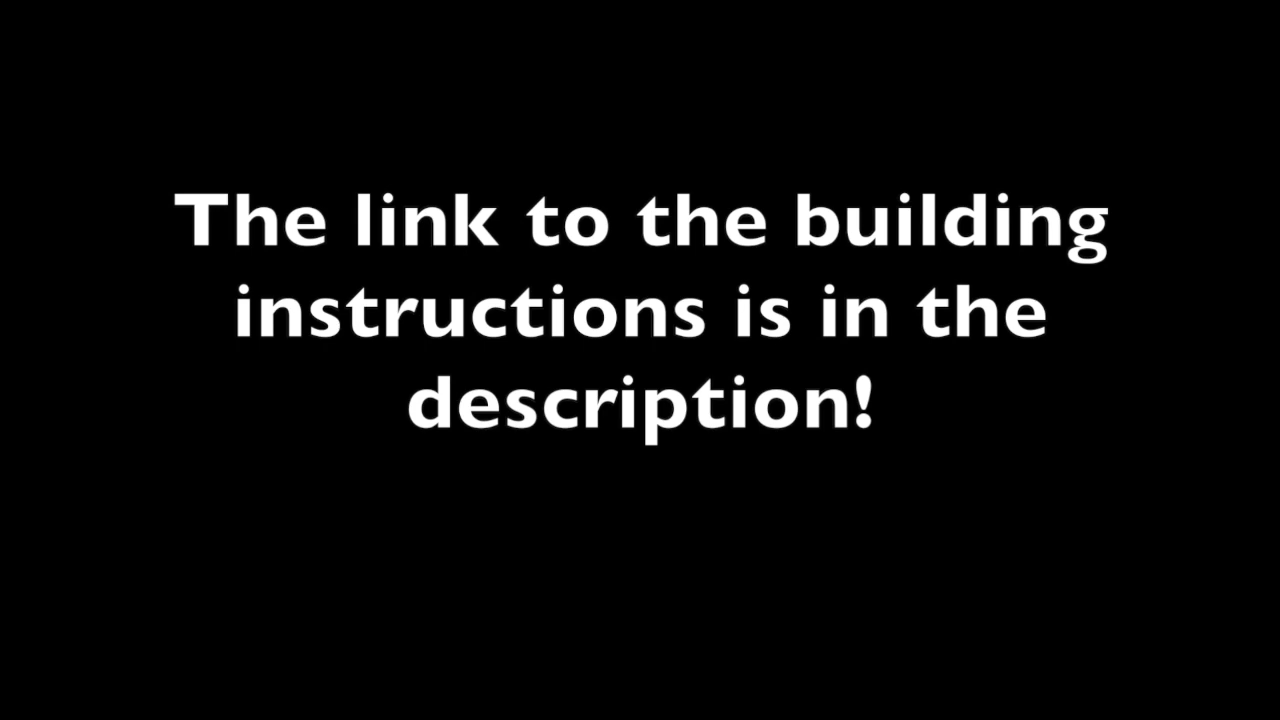 The link to the building
instructions is in the
description!